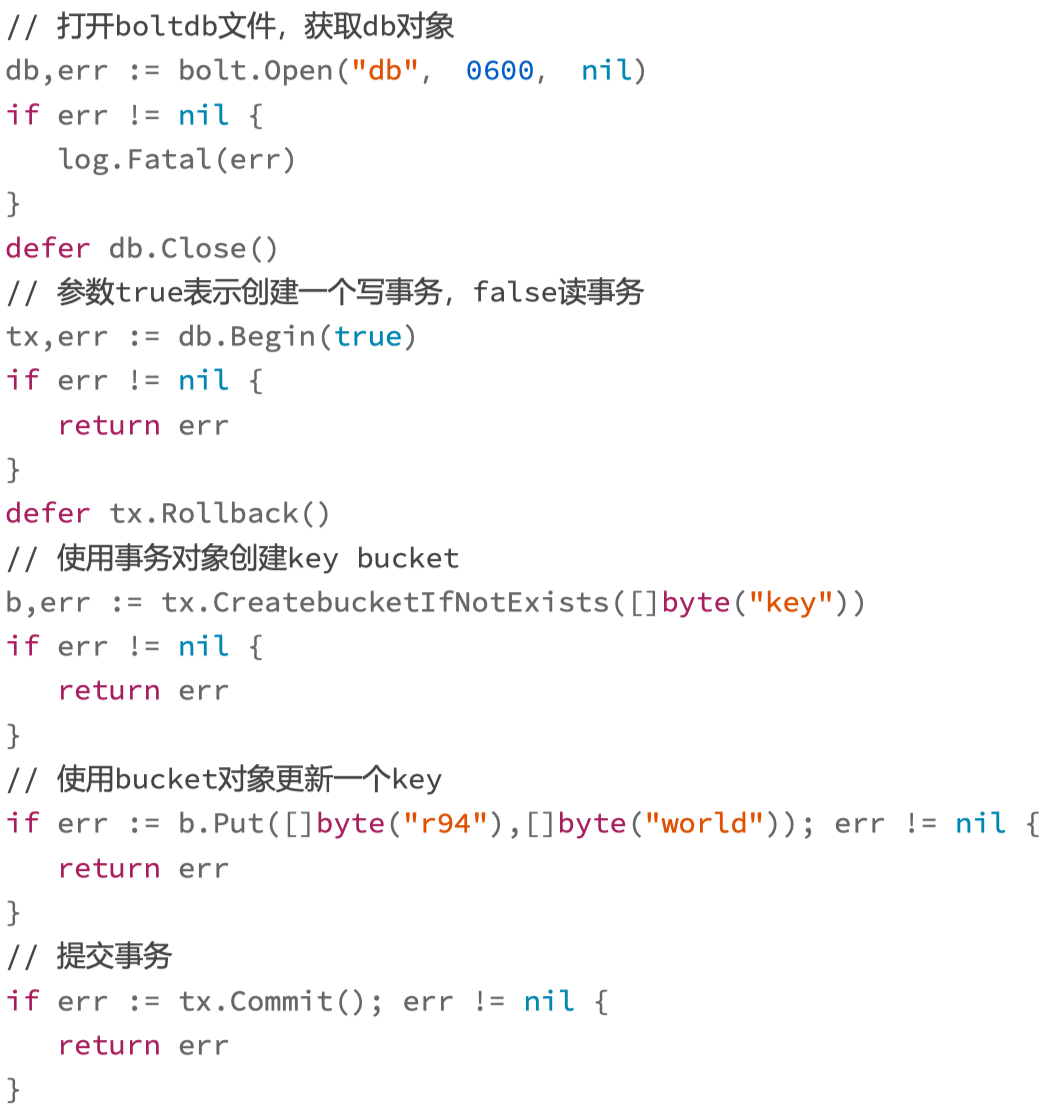 // 打开boltdb文件，获取db对象
db,err := bolt.Open("db", 0600, nil)
if err != nil {
   log.Fatal(err)
}
defer db.Close()
// 参数true表示创建一个写事务，false读事务
tx,err := db.Begin(true)
if err != nil {
   return err
}
defer tx.Rollback()
// 使用事务对象创建key bucket
b,err := tx.CreatebucketIfNotExists([]byte("key"))
if err != nil {
   return err
}
// 使用bucket对象更新一个key
if err := b.Put([]byte("r94"),[]byte("world")); err != nil {
   return err
}
// 提交事务
if err := tx.Commit(); err != nil {
   return err
}